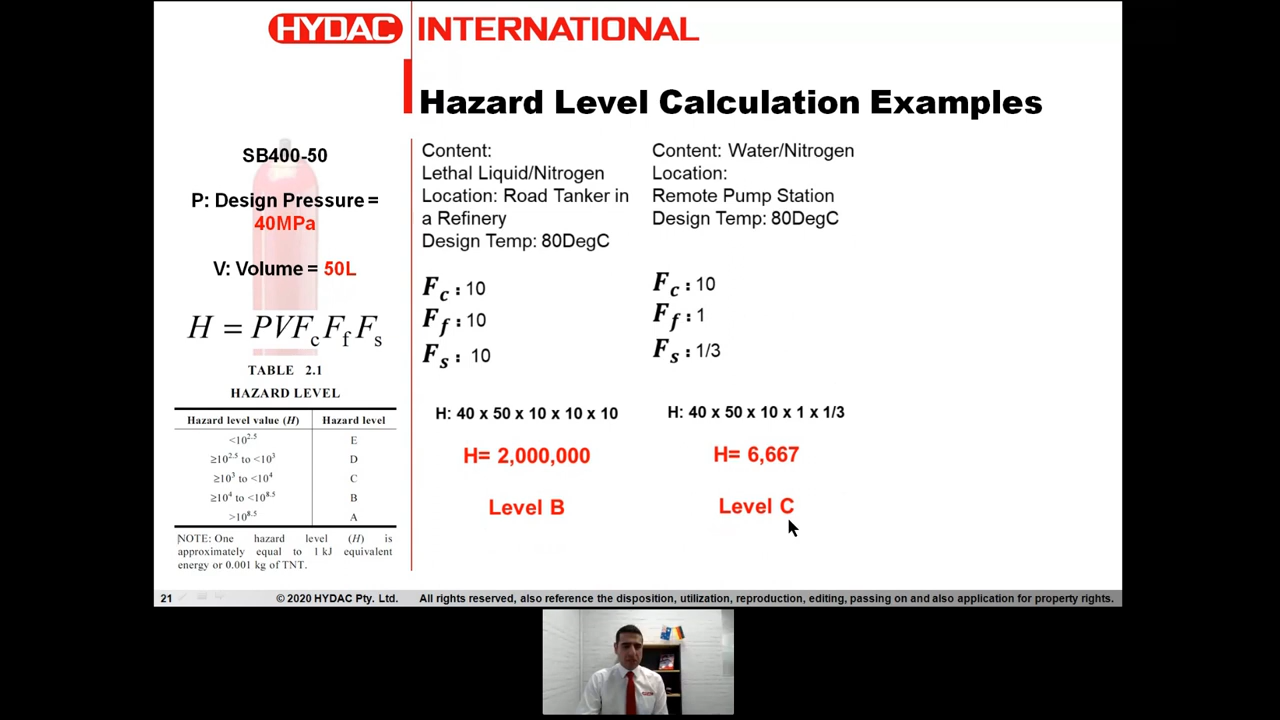 HYDAC INTERNATIONAL
Hazard Level Calculation Examples
SB400-50
P: Design Pressure =
40MPa
V: Volume = 50L
H = PVFcFfFs
TABLE 2.1
HAZARD LEVEL
Hazard level value (H) Hazard level
<10^2.5 E
≥10^2.5 to <10^3 D
≥10^3 to <10^4 C
≥10^4 to <10^8.5 B
>10^8.5 A
NOTE: One hazard level (H) is
approximately equal to 1 kJ equivalent
energy or 0.001 kg of TNT.
Content:
Lethal Liquid/Nitrogen
Location: Road Tanker in
a Refinery
Design Temp: 80DegC
Fc : 10
Ff : 10
Fs : 10
H: 40 x 50 x 10 x 10 x 10
H= 2,000,000
Level B
Content: Water/Nitrogen
Location:
Remote Pump Station
Design Temp: 80DegC
Fc : 10
Ff : 1
Fs : 1/3
H: 40 x 50 x 10 x 1 x 1/3
H= 6,667
Level C
21 © 2020 HYDAC Pty. Ltd. All rights reserved, also reference the disposition, utilization, reproduction, editing, passing on and also application for property rights.